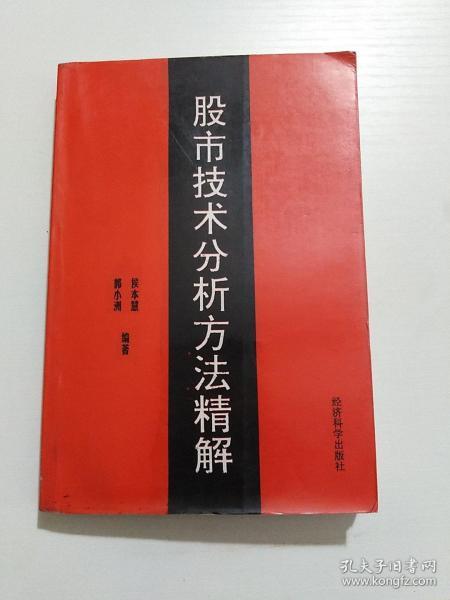 股市技术分析方法精解
侯本慧
郭小洲
编著
经济科学出版社
孔夫子旧书网
www.kongfz.com